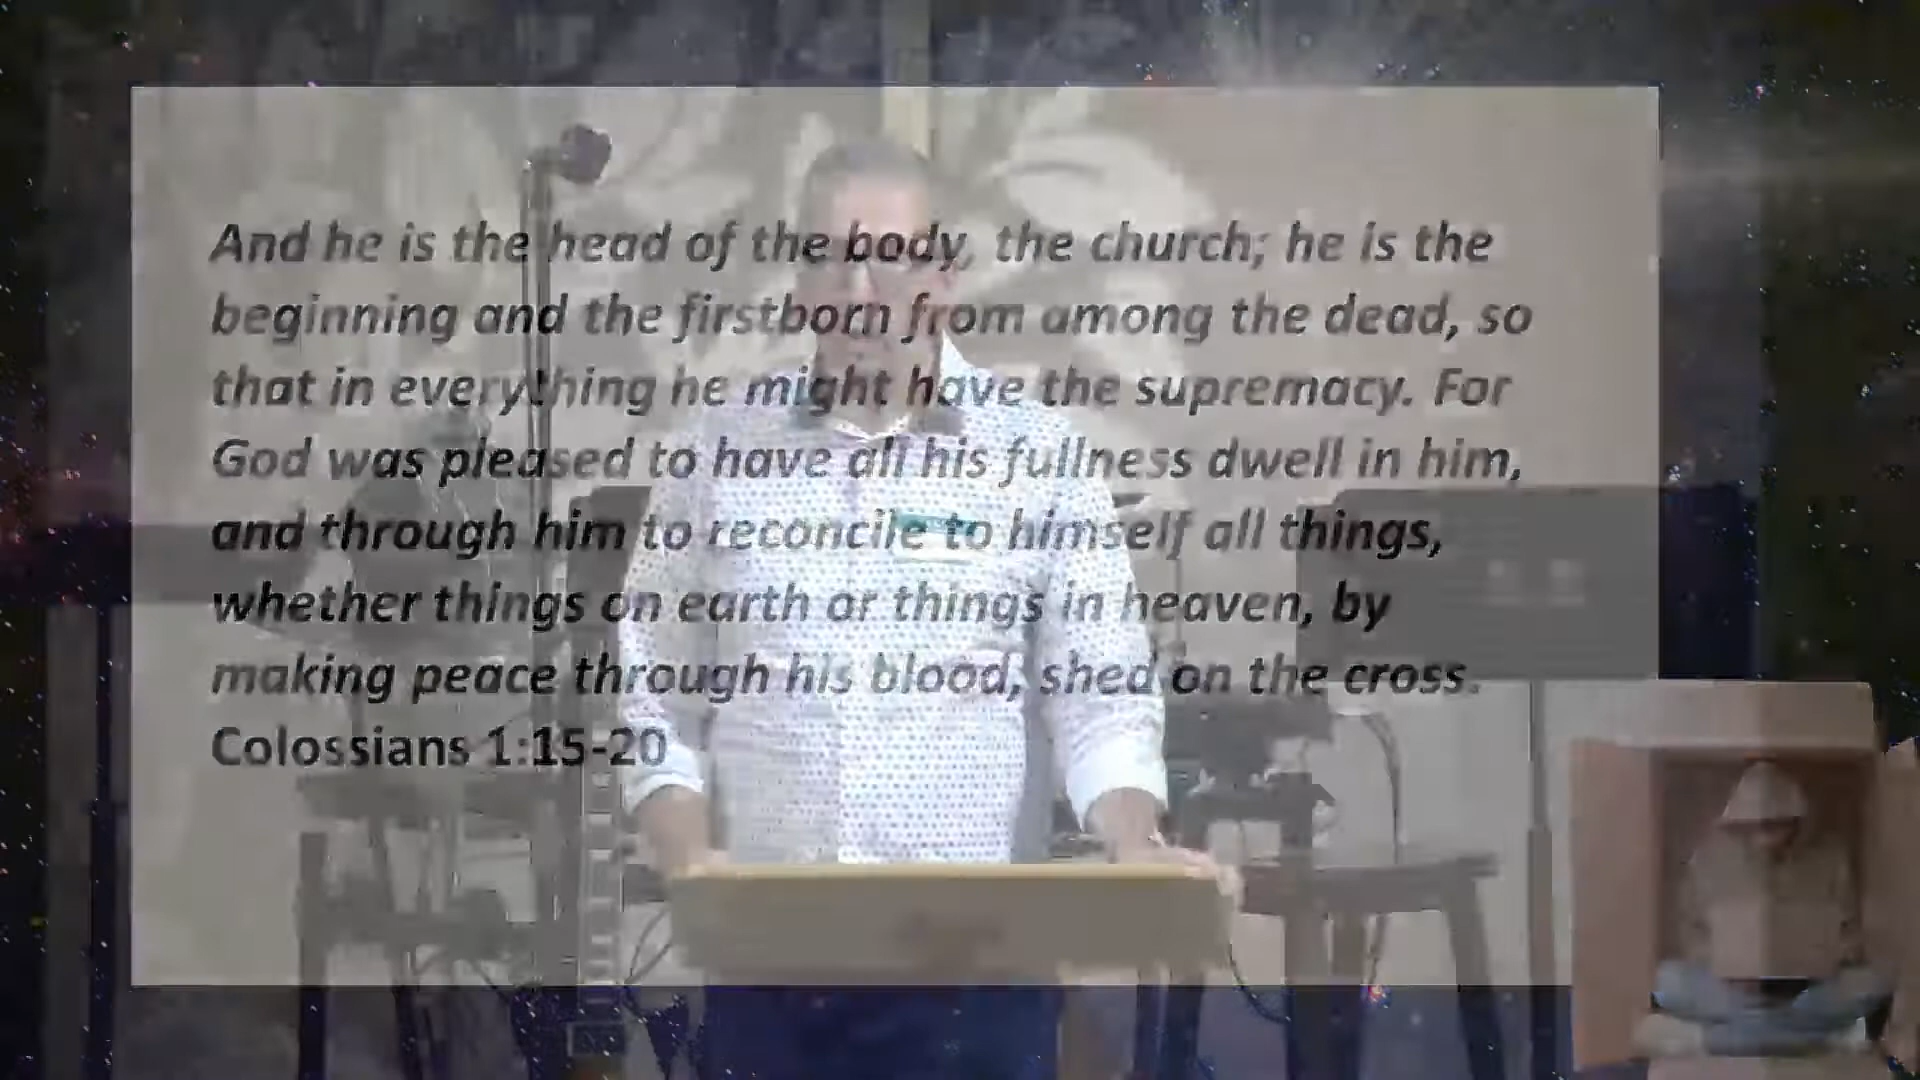 And he is the head of the body, the church; he is the
beginning and the firstborn from among the dead, so
that in everything he might have the supremacy. For
God was pleased to have all his fullness dwell in him,
and through him to reconcile to himself all things,
whether things on earth or things in heaven, by
making peace through his blood, shed on the cross.
Colossians 1:15-20